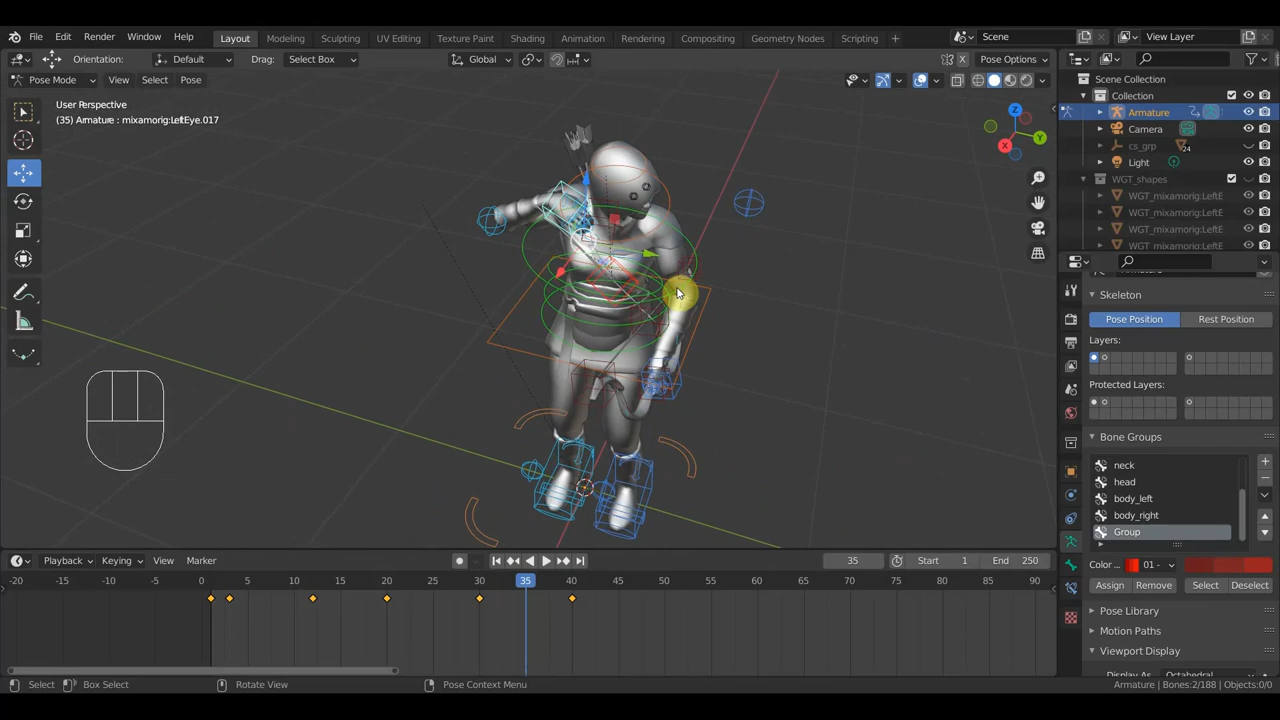 File Edit Render Window Help Layout Modeling Sculpting UV Editing Texture Paint Shading Animation Rendering Compositing Geometry Nodes Scripting Scene View Layer
Orientation: Default Drag: Select Box Global Pose Options
Pose Mode View Select Pose
Scene Collection
Collection
Armature
Camera
cs_grp
24
Light
WGT_shapes
WGT_mixamorig:LeftE
WGT_mixamorig:LeftE
WGT_mixamorig:LeftE
WGT_mixamorig:LeftE
User Perspective
(35) Armature : mixamorig:LeftEye.017
Z
Y
X
Skeleton
Pose Position Rest Position
Layers:
Protected Layers:
Bone Groups
neck
head
body_left
body_right
Group
Color ... 01 -
Assign Remove Select Deselect
Pose Library
Motion Paths
Viewport Display
Playback Keying View Marker 35 Start 1 End 250
-20 -15 -10 -5 0 5 10 15 20 25 30 35 40 45 50 55 60 65 70 75 80 85 90
Select Box Select Rotate View Pose Context Menu Armature | Bones:2/188 | Objects:0/0